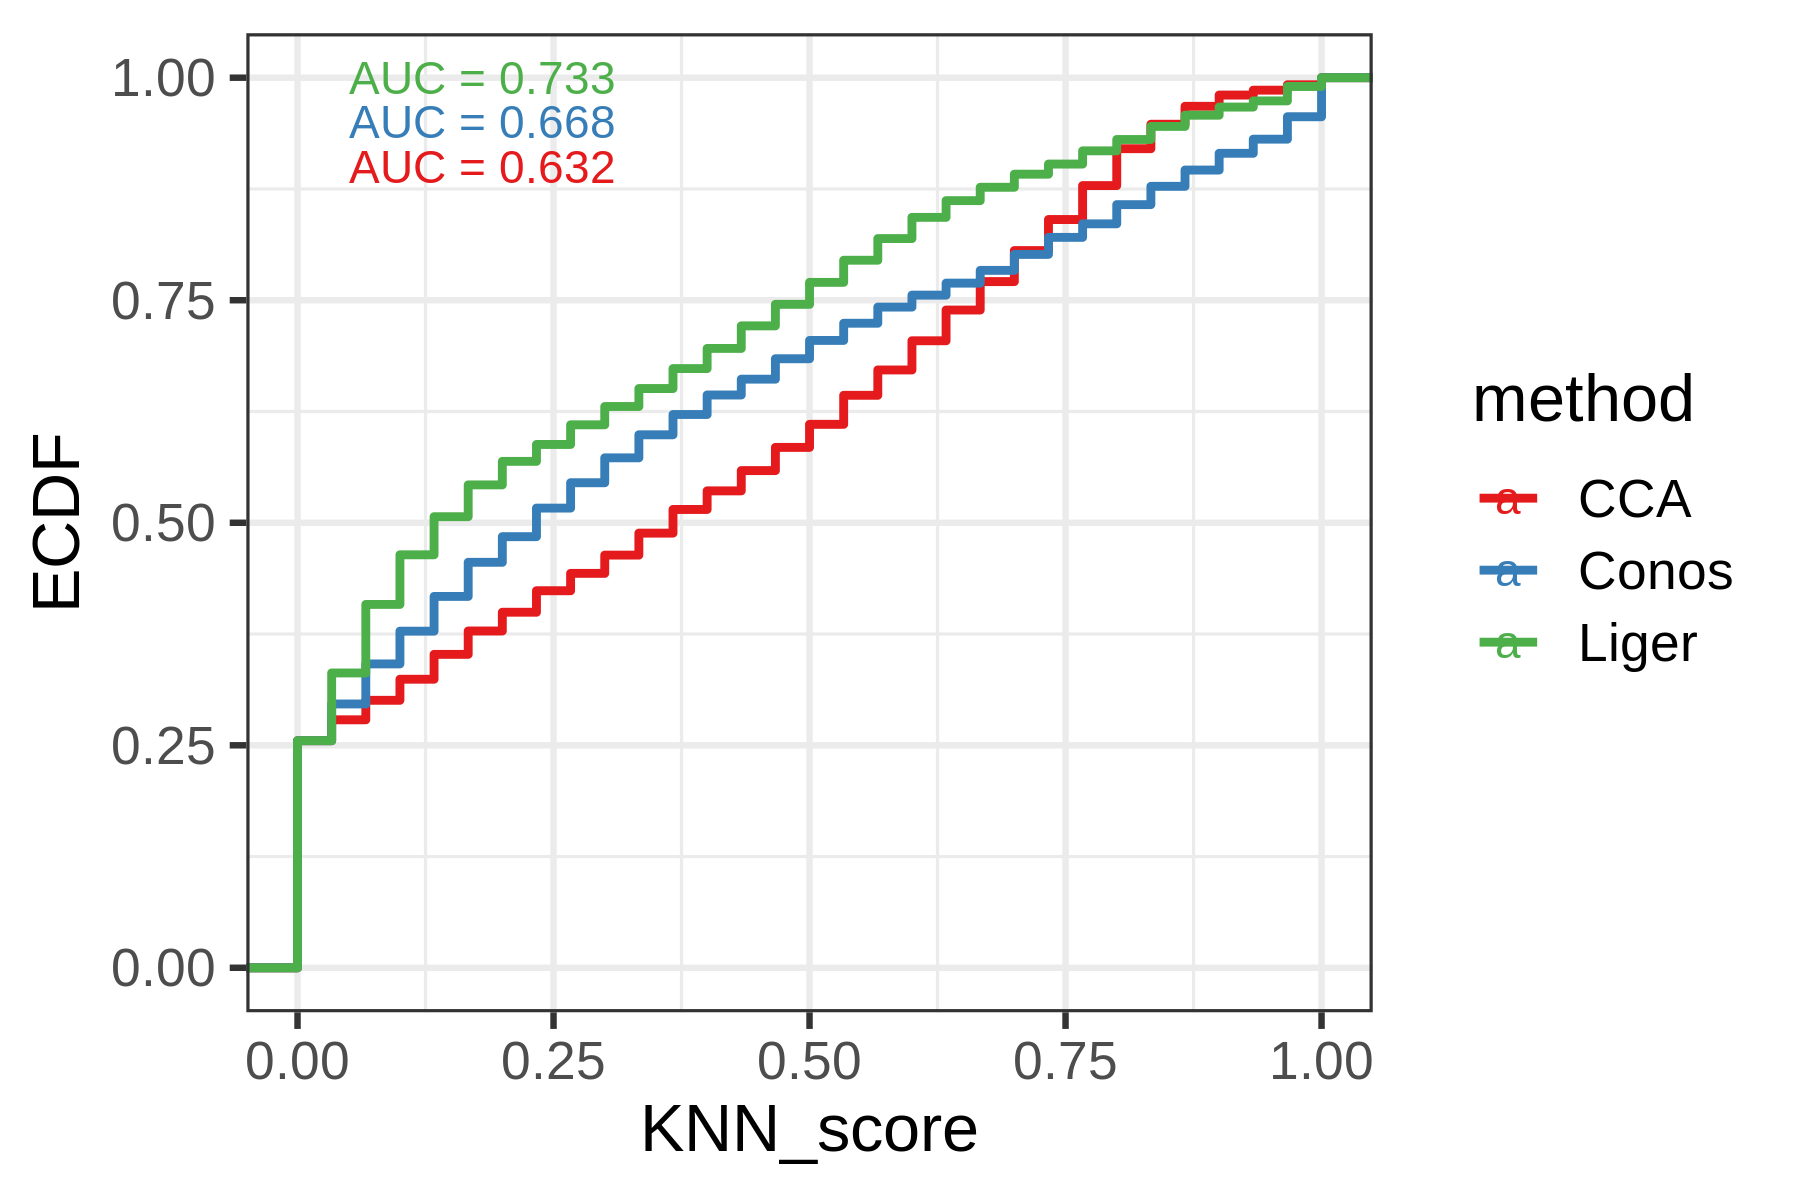 AUC = 0.733
AUC = 0.668
AUC = 0.632
1.00
0.75
0.50
0.25
0.00
ECDF
0.00 0.25 0.50 0.75 1.00
KNN_score
method
a CCA
a Conos
a Liger